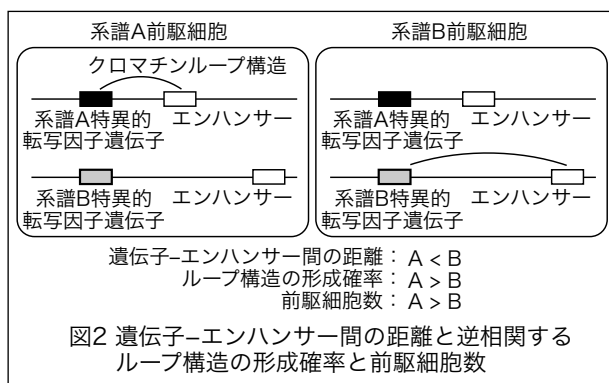 系譜A前駆細胞
クロマチンループ構造
系譜A特異的 エンハンサー
転写因子遺伝子
系譜B特異的 エンハンサー
転写因子遺伝子
系譜B前駆細胞
系譜A特異的 エンハンサー
転写因子遺伝子
系譜B特異的 エンハンサー
転写因子遺伝子
遺伝子–エンハンサー間の距離：A < B
ループ構造の形成確率：A > B
前駆細胞数：A > B
図2 遺伝子–エンハンサー間の距離と逆相関する
ループ構造の形成確率と前駆細胞数